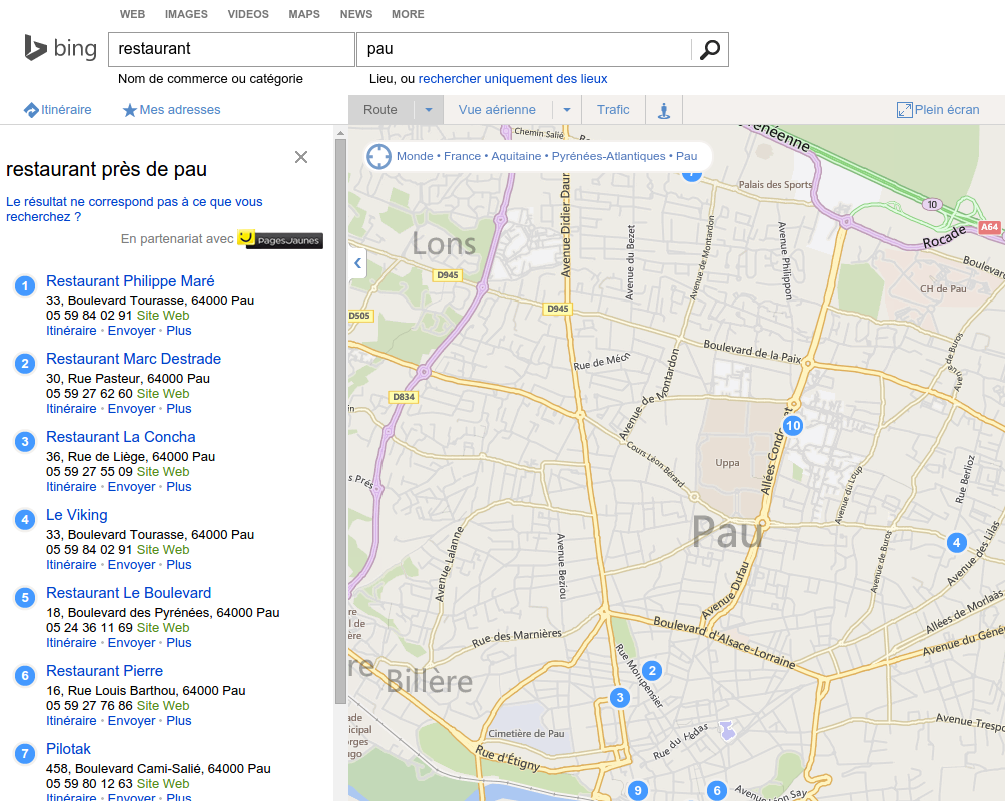 WEB IMAGES VIDEOS MAPS NEWS MORE
bing restaurant pau
Nom de commerce ou catégorie Lieu, ou rechercher uniquement des lieux
Itinéraire Mes adresses Route Vue aérienne Trafic Plein écran
restaurant près de pau
Le résultat ne correspond pas à ce que vous
recherchez ?
En partenariat avec PagesJaunes
1 Restaurant Philippe Maré
33, Boulevard Tourasse, 64000 Pau
05 59 84 02 91 Site Web
Itinéraire • Envoyer • Plus
2 Restaurant Marc Destrade
30, Rue Pasteur, 64000 Pau
05 59 27 62 60 Site Web
Itinéraire • Envoyer • Plus
3 Restaurant La Concha
36, Rue de Liège, 64000 Pau
05 59 27 55 09 Site Web
Itinéraire • Envoyer • Plus
4 Le Viking
33, Boulevard Tourasse, 64000 Pau
05 59 84 02 91 Site Web
Itinéraire • Envoyer • Plus
5 Restaurant Le Boulevard
18, Boulevard des Pyrénées, 64000 Pau
05 24 36 11 69 Site Web
Itinéraire • Envoyer • Plus
6 Restaurant Pierre
16, Rue Louis Barthou, 64000 Pau
05 59 27 76 86 Site Web
Itinéraire • Envoyer • Plus
7 Pilotak
458, Boulevard Cami-Salié, 64000 Pau
05 59 80 12 63 Site Web
Itinéraire • Envoyer • Plus
Chemin Salié
Monde • France • Aquitaine • Pyrénées-Atlantiques • Pau
7
Palais des Sports
10
A64
Rocade
Lons
Avenue Didier Daur
Avenue du Bezet
Avenue de Montardon
Avenue Philippon
Boulevard
D945
CH de Pau
D945
D505
Boulevard de la Paix
Rue de Méch
D834
Avenue de Montardon
10
Allées Condorcet
Cours Léon Bérard
Uppa
Avenue du Loup
Rue Berlioz
s Prés
Pau
4
Avenue des Lilas
Avenue Lalanne
Avenue Beziou
Avenue de Buros
Avenue Dufau
Allées de Morlaàs
Boulevard d'Alsace-Lorraine
Avenue du Géné
Rue des Marnières
Rue Montpensier
2
Billère
3
Avenue Trespo
Cimetière de Pau
Rue du Hédas
Rue d'Étigny
9
6
Avenue Léon Say